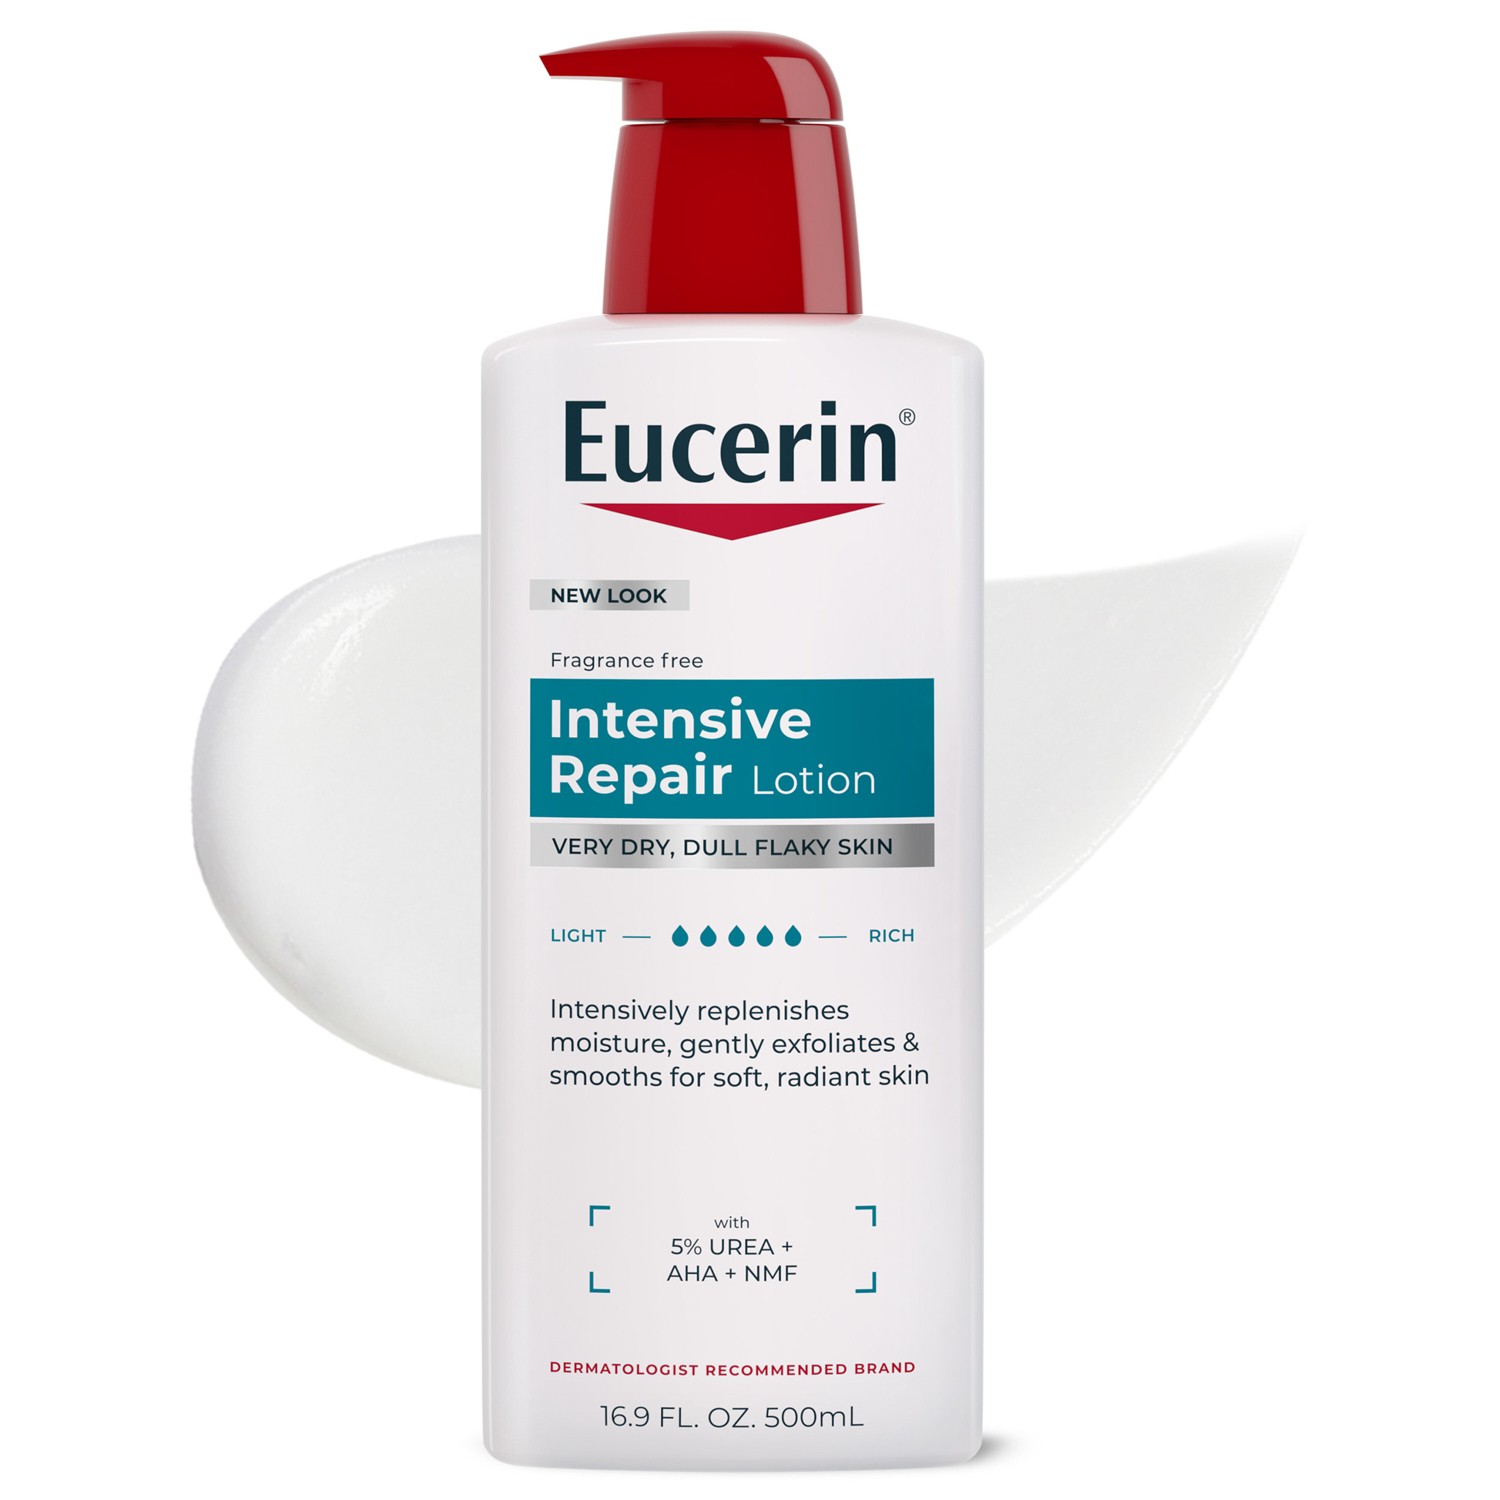 Eucerin®
NEW LOOK
Fragrance free
Intensive
Repair Lotion
VERY DRY, DULL FLAKY SKIN
LIGHT — — RICH
Intensively replenishes
moisture, gently exfoliates &
smooths for soft, radiant skin
with
5% UREA +
AHA + NMF
DERMATOLOGIST RECOMMENDED BRAND
16.9 FL. OZ. 500mL